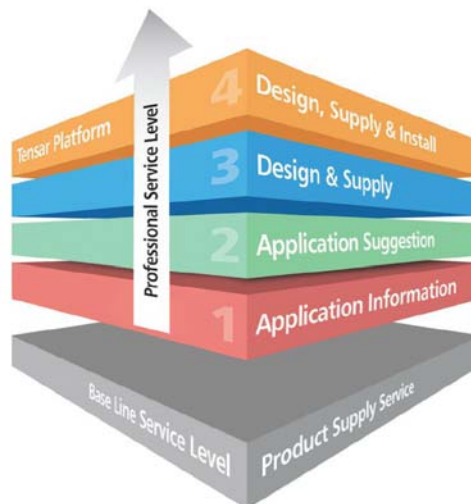 Tensar Platform
4
Design, Supply & Install
3
Design & Supply
2
Application Suggestion
1
Application Information
Professional Service Level
Base Line Service Level
Product Supply Service